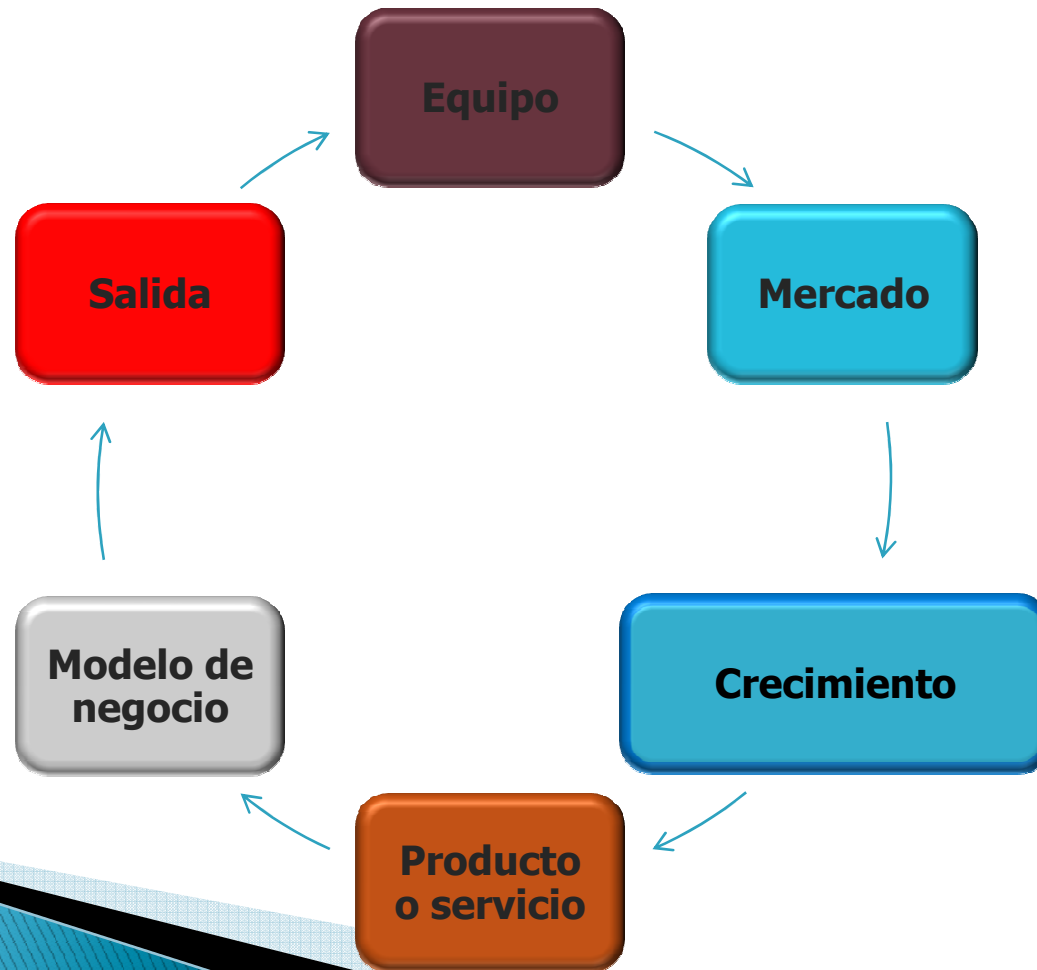 Equipo
Mercado
Crecimiento
Producto
o servicio
Modelo de
negocio
Salida